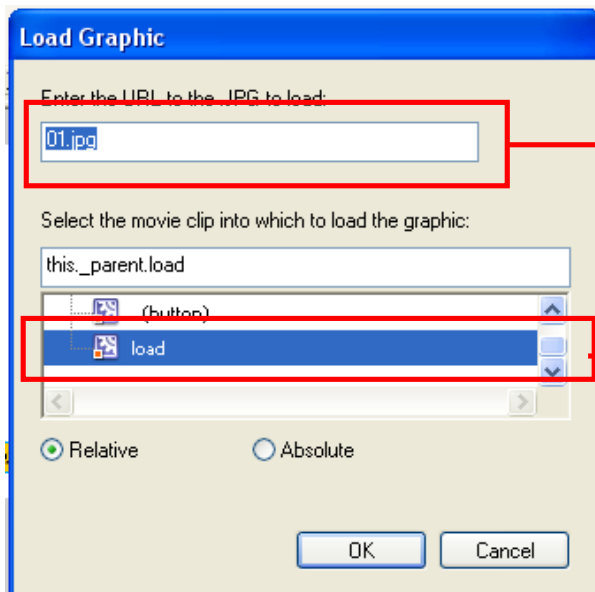 Load Graphic
Enter the URL to the .JPG to load:
01.jpg
Select the movie clip into which to load the graphic:
this._parent.load
(button)
load
Relative Absolute
OK Cancel